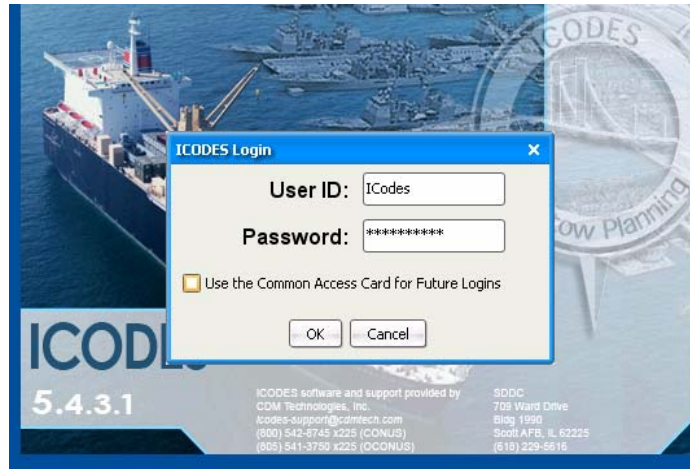 CODES
ICODES Login
User ID: ICodes
Password: **********
Use the Common Access Card for Future Logins
OK Cancel
tow Planning
ICODES
5.4.3.1
ICODES software and support provided by
CDM Technologies, Inc.
icodes-support@cdmtech.com
(800) 542-8745 x225 (CONUS)
(805) 541-3750 x225 (OCONUS)
SDDC
709 Ward Drive
Bldg 1990
Scott AFB, IL 62225
(618) 229-5616